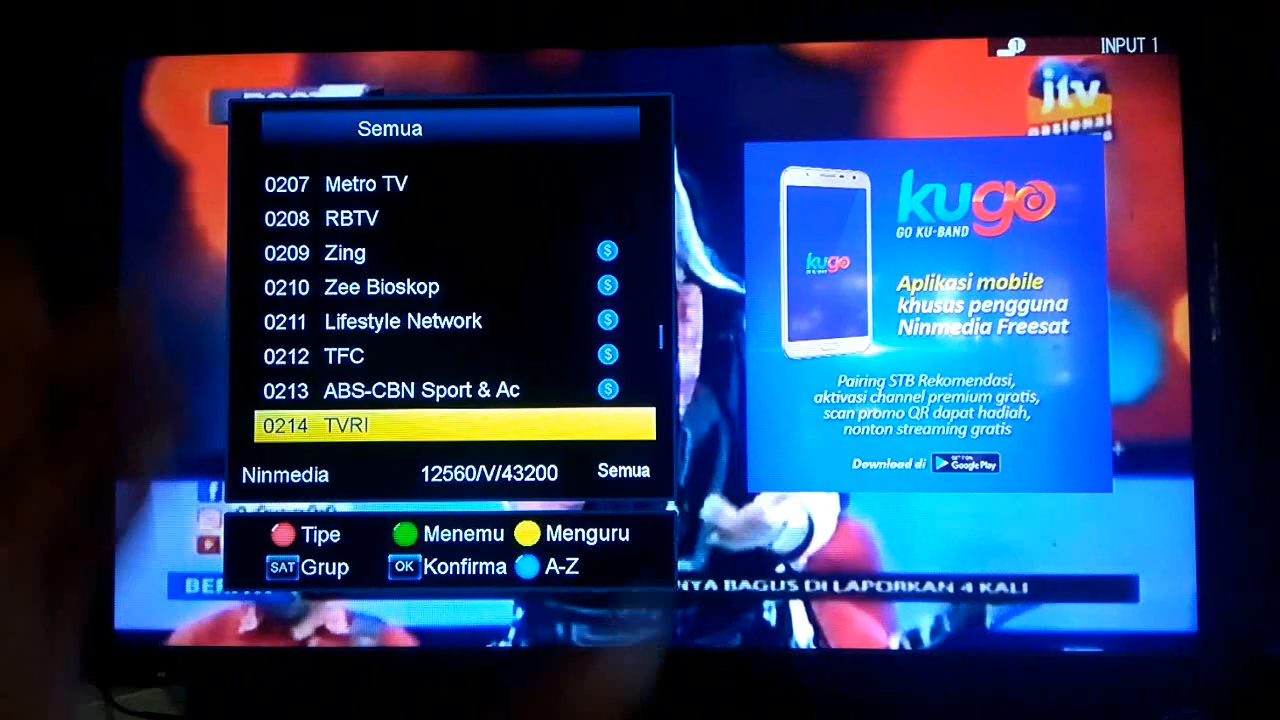 INPUT 1
jtv
nasional
Semua
0207 Metro TV
0208 RBTV
0209 Zing $
0210 Zee Bioskop $
0211 Lifestyle Network $
0212 TFC $
0213 ABS-CBN Sport & Ac $
0214 TVRI
Ninmedia 12560/V/43200 Semua
Tipe Menemu Menguru
SAT Grup OK Konfirma A-Z
kugo
GO KU-BAND
kugo
Aplikasi mobile
khusus pengguna
Ninmedia Freesat
Pairing STB Rekomendasi,
aktivasi channel premium gratis,
scan promo QR dapat hadiah,
nonton streaming gratis
Download di Google Play
NYA BAGUS DI LAPORKAN 4 KALI